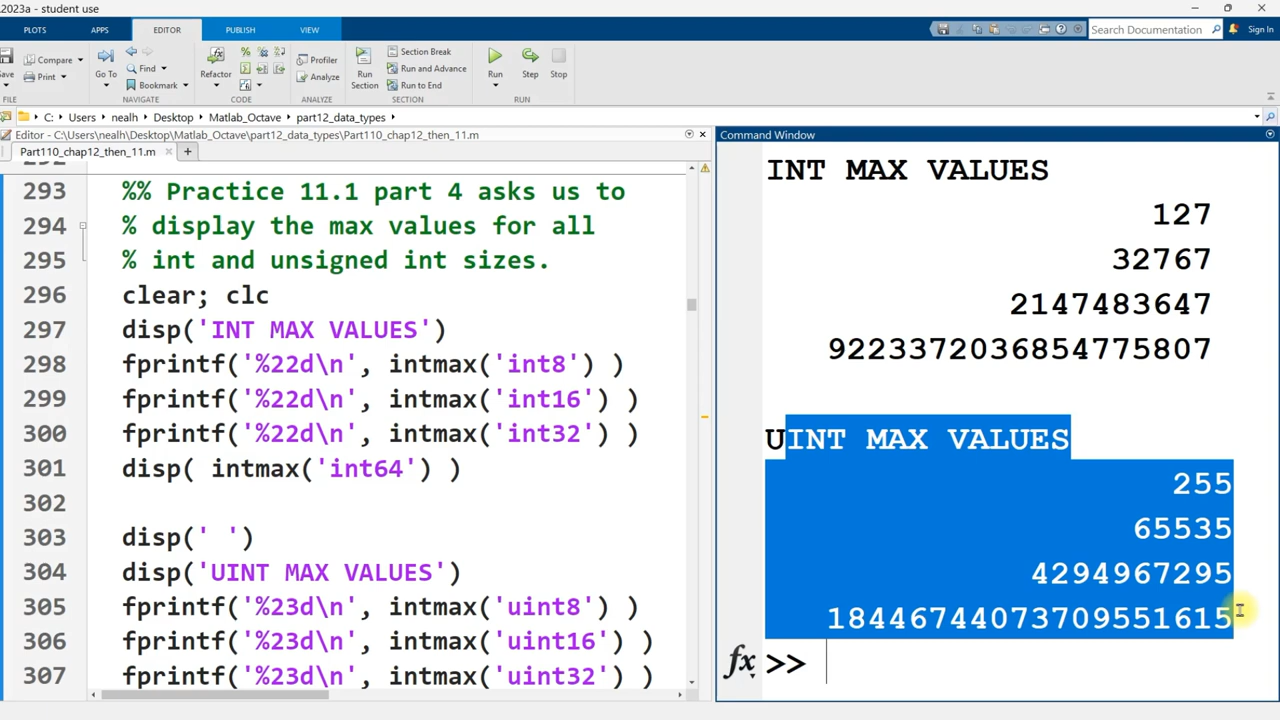 2023a - student use
PLOTS APPS EDITOR PUBLISH VIEW
Search Documentation
Sign In
Save
Compare
Print
FILE
Go To
Find
Bookmark
NAVIGATE
Refactor
CODE
Profiler
Analyze
ANALYZE
Run Section
Section Break
Run and Advance
Run to End
SECTION
Run
Step
Stop
RUN
C: Users nealh Desktop Matlab_Octave part12_data_types
Editor - C:\Users\nealh\Desktop\Matlab_Octave\part12_data_types\Part110_chap12_then_11.m
Part110_chap12_then_11.m
292
293 %% Practice 11.1 part 4 asks us to
294 % display the max values for all
295 % int and unsigned int sizes.
296 clear; clc
297 disp('INT MAX VALUES')
298 fprintf('%22d\n', intmax('int8') )
299 fprintf('%22d\n', intmax('int16') )
300 fprintf('%22d\n', intmax('int32') )
301 disp( intmax('int64') )
302
303 disp(' ')
304 disp('UINT MAX VALUES')
305 fprintf('%23d\n', intmax('uint8') )
306 fprintf('%23d\n', intmax('uint16') )
307 fprintf('%23d\n', intmax('uint32') )
Command Window
INT MAX VALUES
127
32767
2147483647
9223372036854775807
UINT MAX VALUES
255
65535
4294967295
18446744073709551615
fx >>